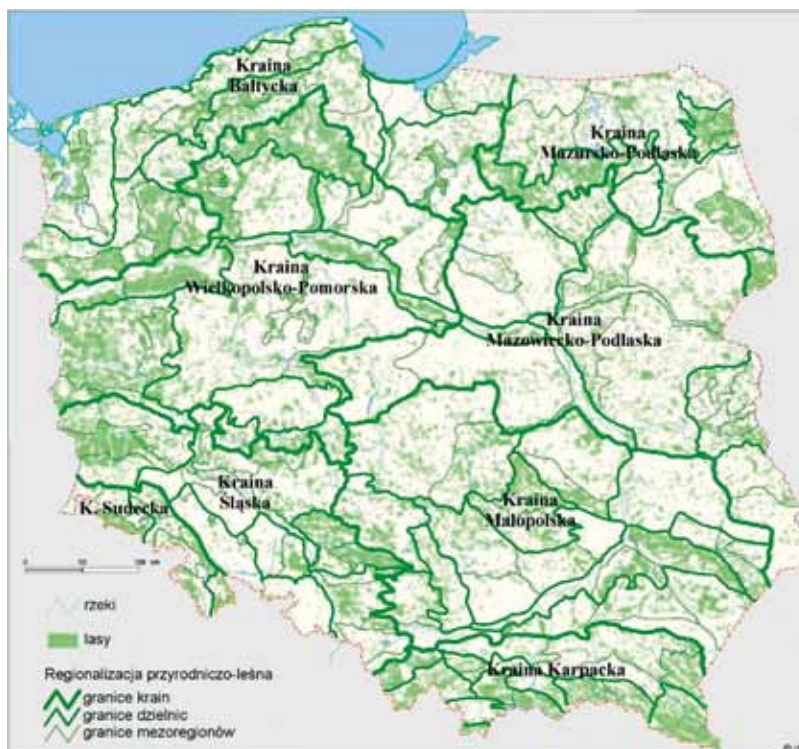 Kraina
Bałtycka
Kraina
Mazursko-Podlaska
Kraina
Wielkopolsko-Pomorska
Kraina
Mazowiecko-Podlaska
Kraina
Śląska
K. Sudecka
Kraina
Małopolska
Kraina Karpacka
rzeki
lasy
Regionalizacja przyrodniczo-leśna
granice krain
granice dzielnic
granice mezoregionów